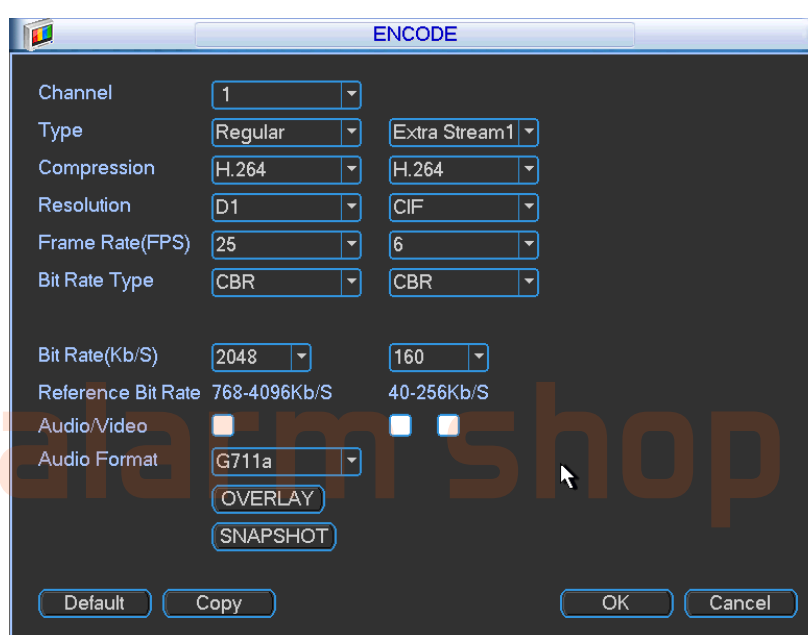 ENCODE
Channel 1
Type Regular Extra Stream1
Compression H.264 H.264
Resolution D1 CIF
Frame Rate(FPS) 25 6
Bit Rate Type CBR CBR
Bit Rate(Kb/S) 2048 160
Reference Bit Rate 768-4096Kb/S 40-256Kb/S
Audio/Video
Audio Format G711a
OVERLAY
SNAPSHOT
alarm shop
Default Copy OK Cancel